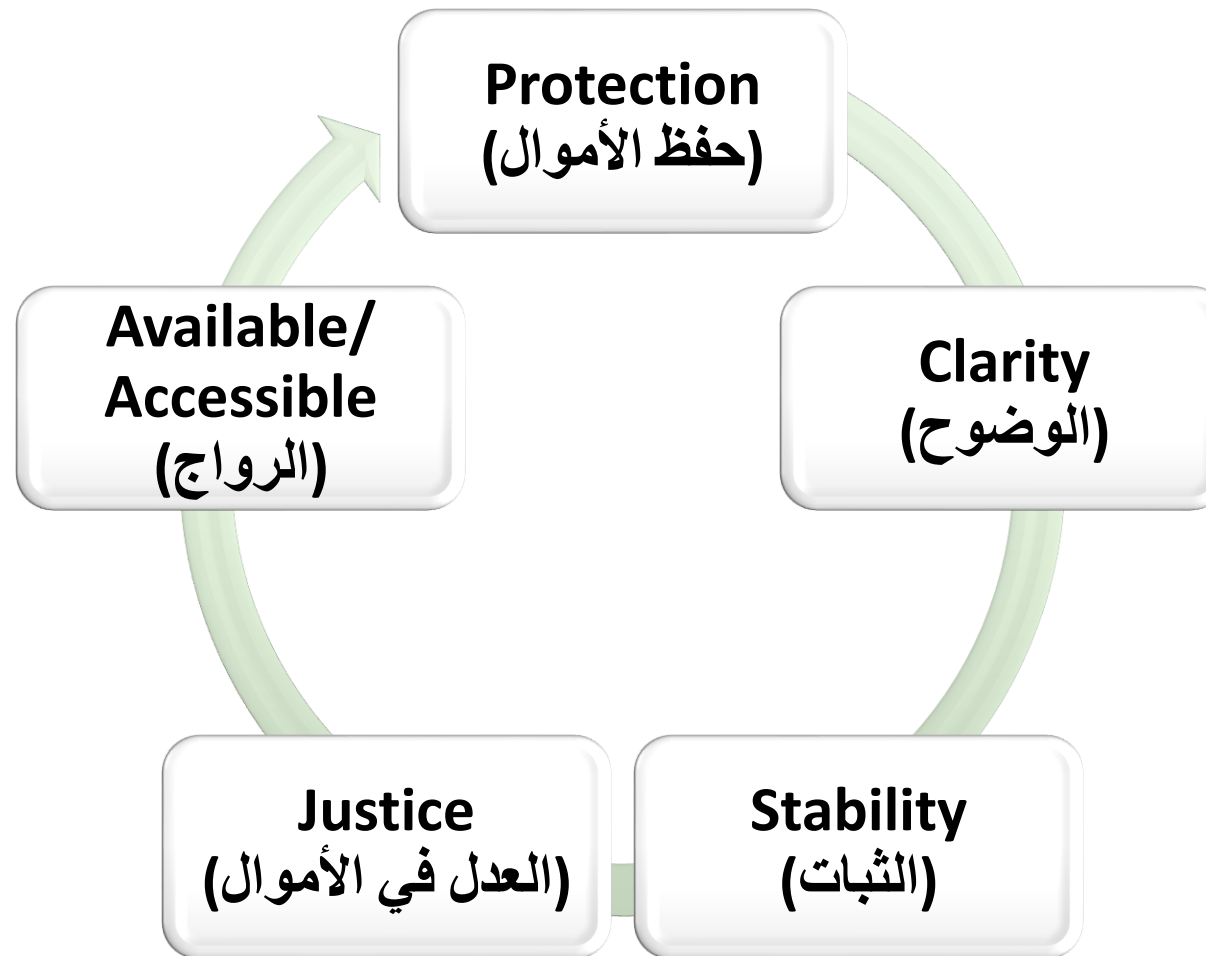 Protection
(حفظ الأموال)
Clarity
(الوضوح)
Stability
(الثبات)
Justice
(العدل في الأموال)
Available/
Accessible
(الرواج)